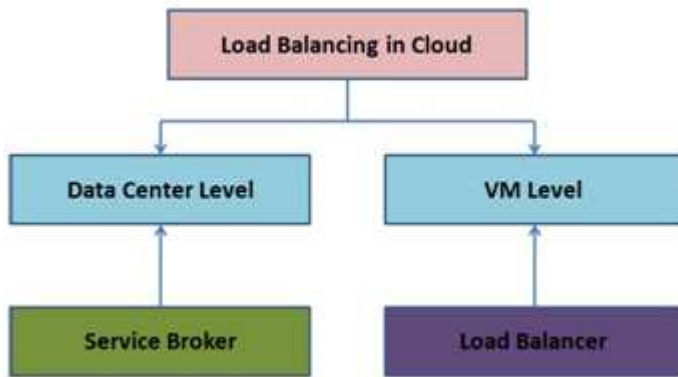 Load Balancing in Cloud
Data Center Level
VM Level
Service Broker
Load Balancer